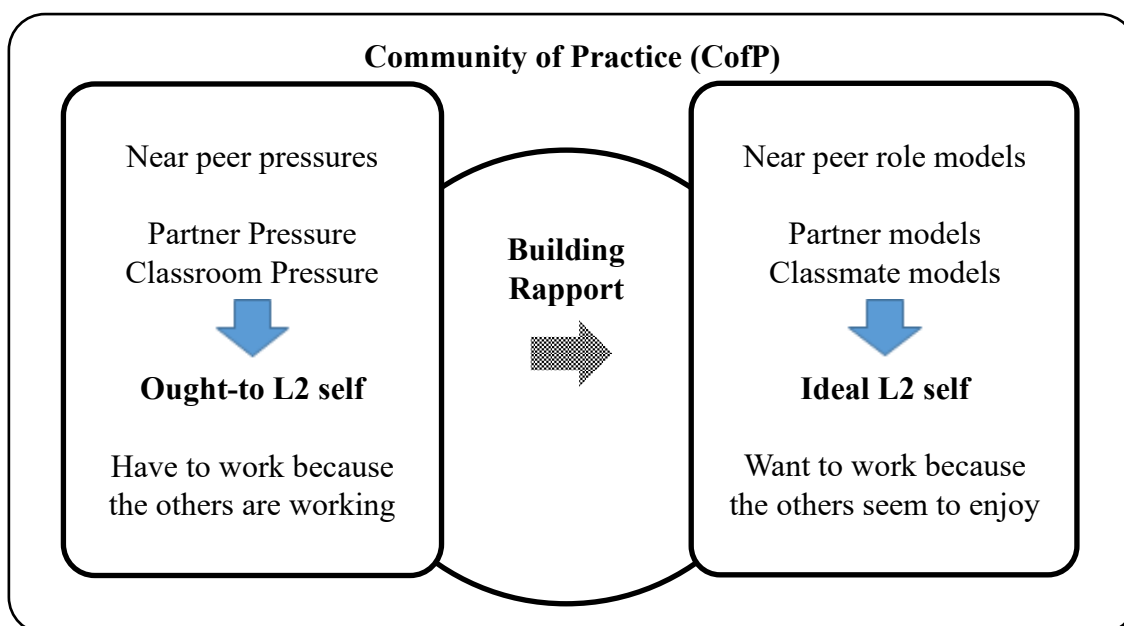 Community of Practice (CofP)
Near peer pressures
Partner Pressure
Classroom Pressure
Ought-to L2 self
Have to work because
the others are working
Building
Rapport
Near peer role models
Partner models
Classmate models
Ideal L2 self
Want to work because
the others seem to enjoy